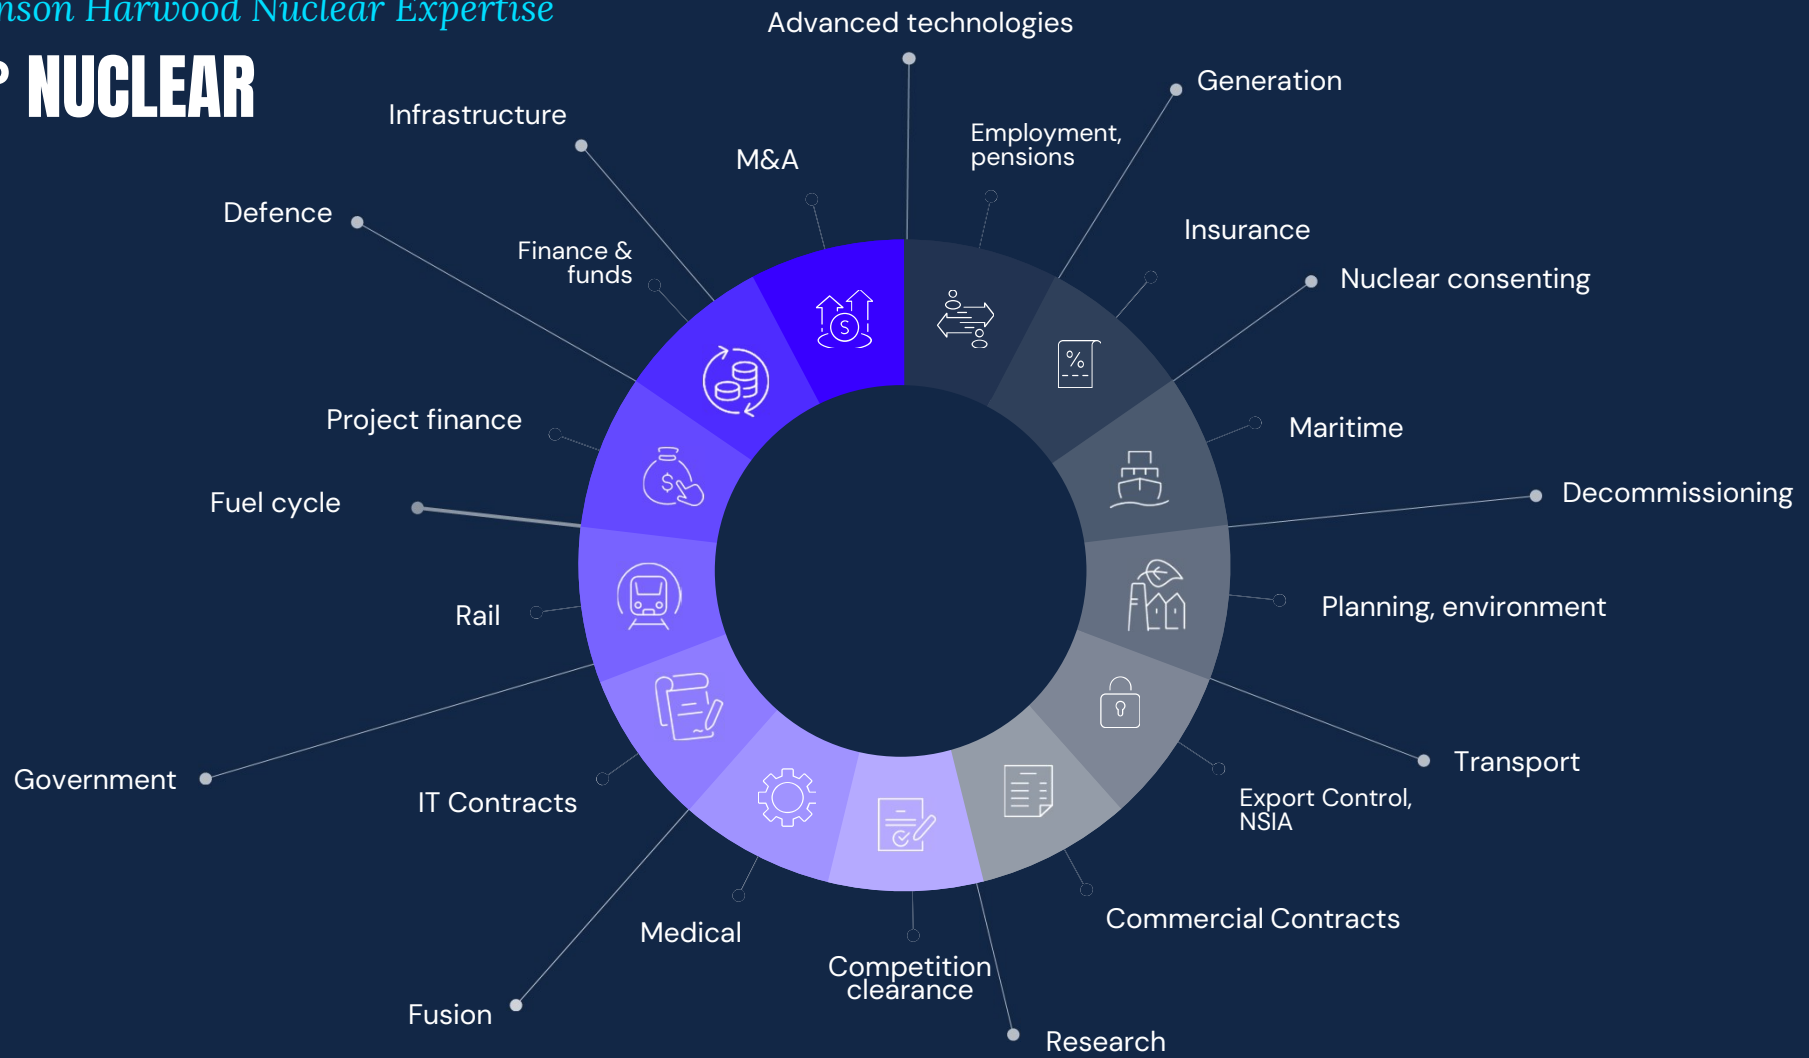 Harwood Nuclear Expertise
NUCLEAR
Advanced technologies
Generation
Infrastructure
Employment,
pensions
M&A
Defence
Insurance
Finance &
funds
Nuclear consenting
Project finance
Maritime
Fuel cycle
Decommissioning
Rail
Planning, environment
Government
IT Contracts
Transport
Export Control,
NSIA
Medical
Commercial Contracts
Competition
clearance
Fusion
Research